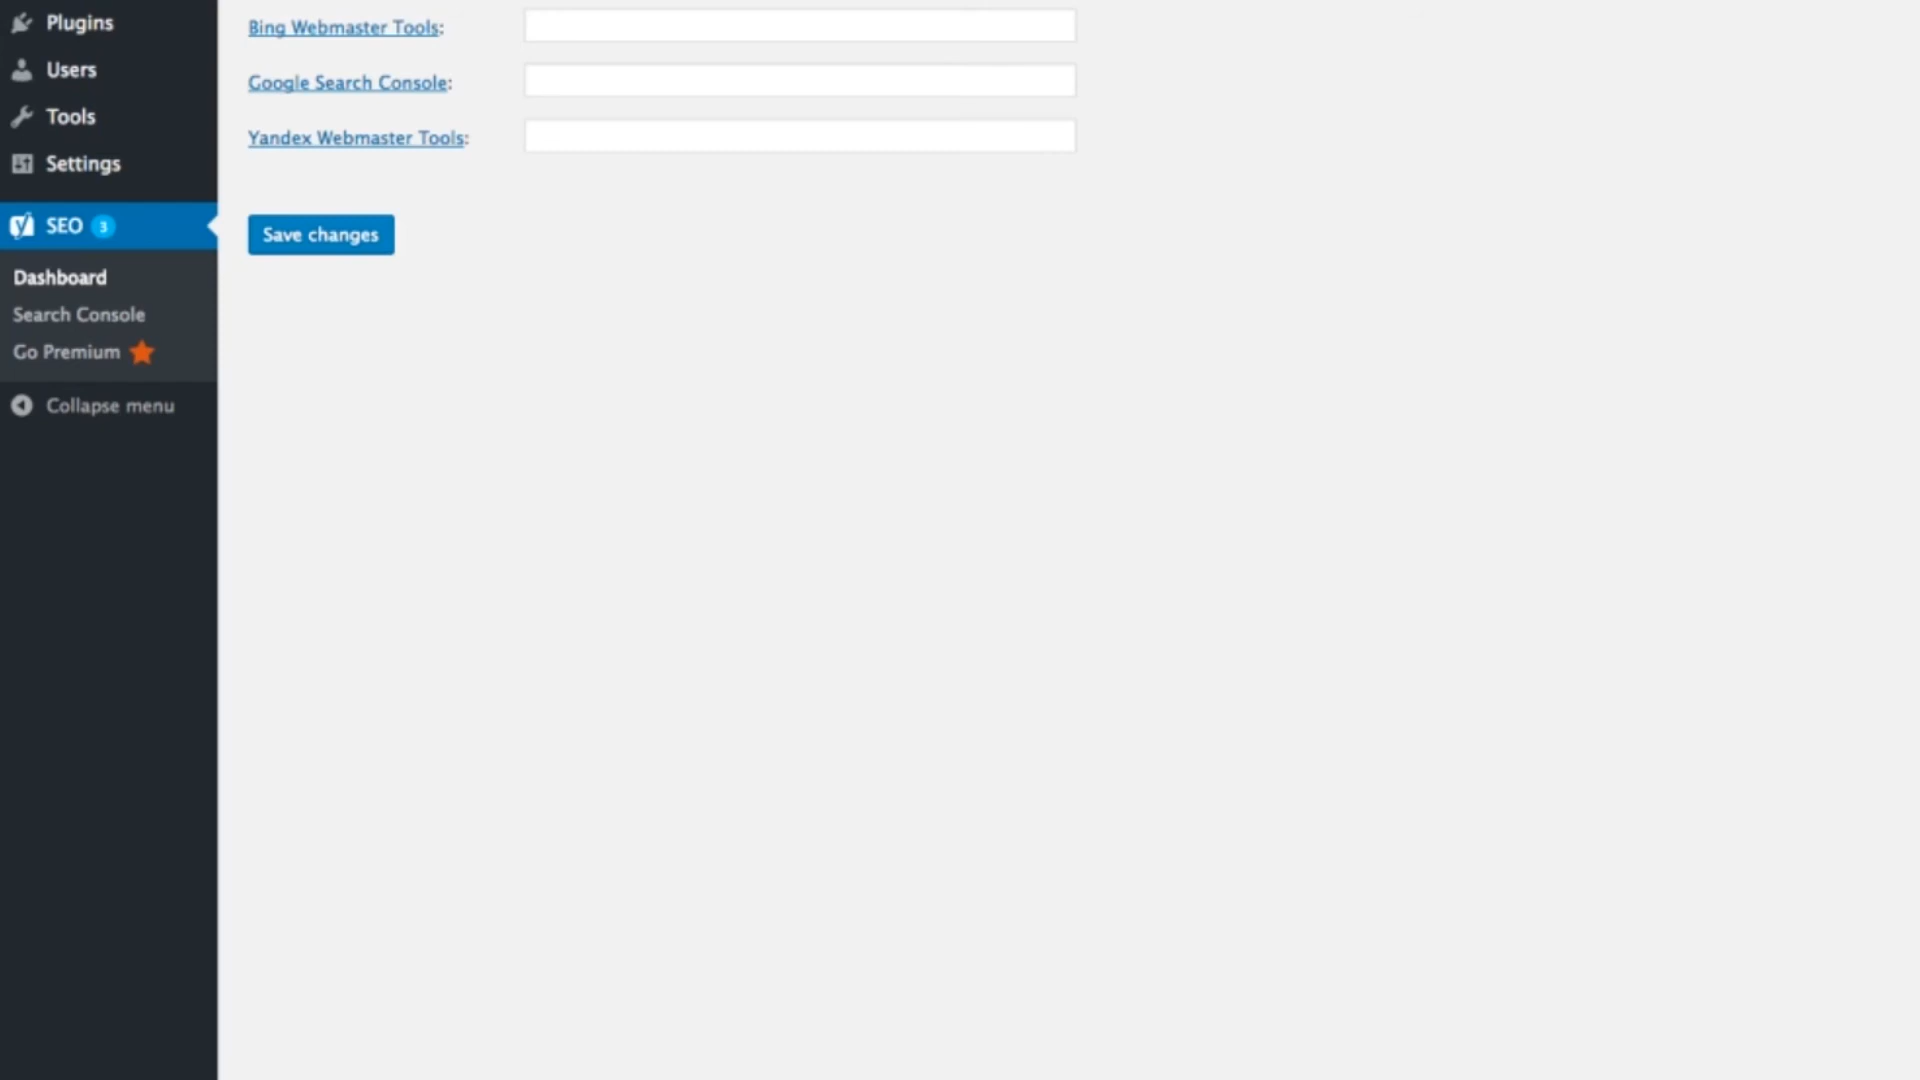 Plugins
Users
Tools
Settings
SEO 3
Dashboard
Search Console
Go Premium
Collapse menu
Bing Webmaster Tools:
Google Search Console:
Yandex Webmaster Tools:
Save changes